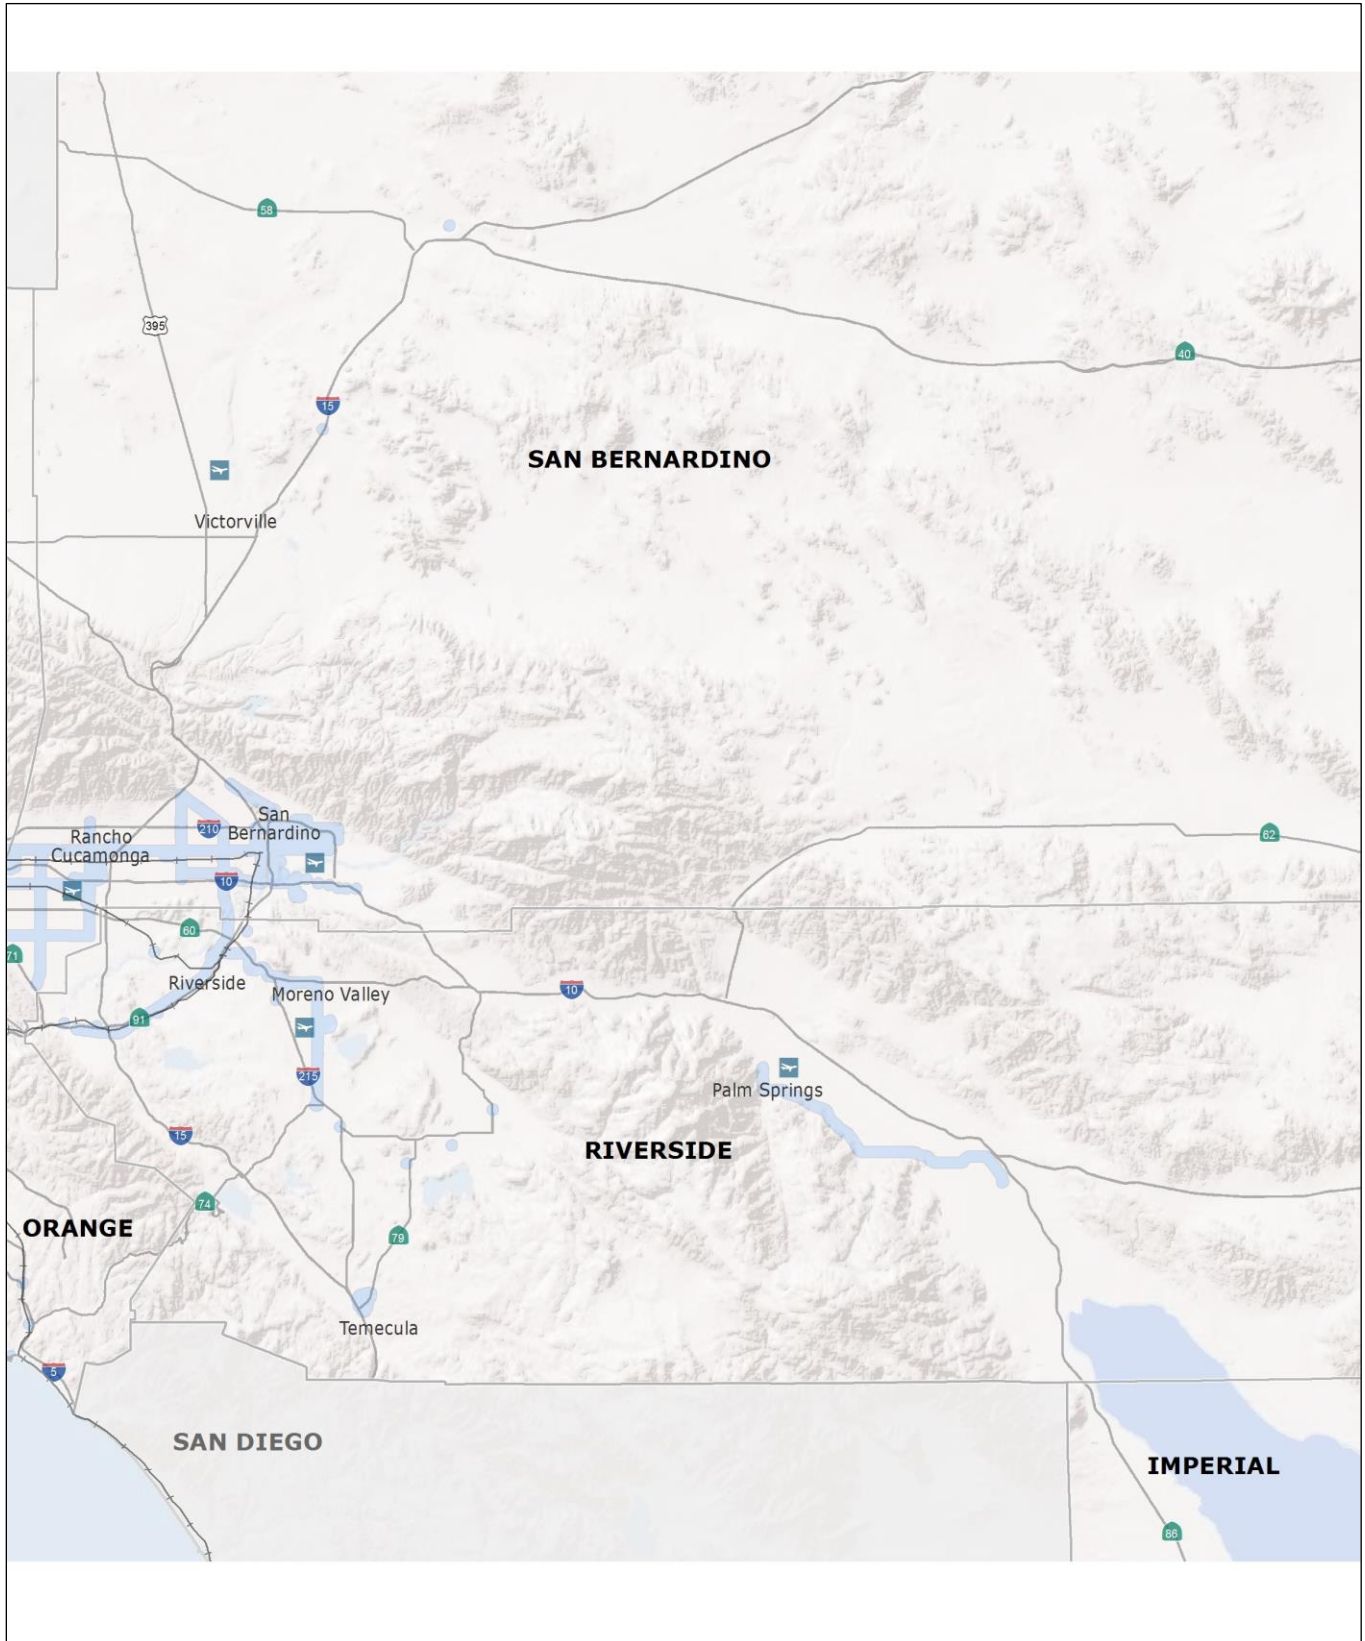 58
395
40
15
SAN BERNARDINO
Victorville
San
Bernardino
210
Rancho
Cucamonga
62
10
60
71
Riverside
Moreno Valley
10
91
215
Palm Springs
15
RIVERSIDE
74
ORANGE
79
Temecula
5
SAN DIEGO
IMPERIAL
86